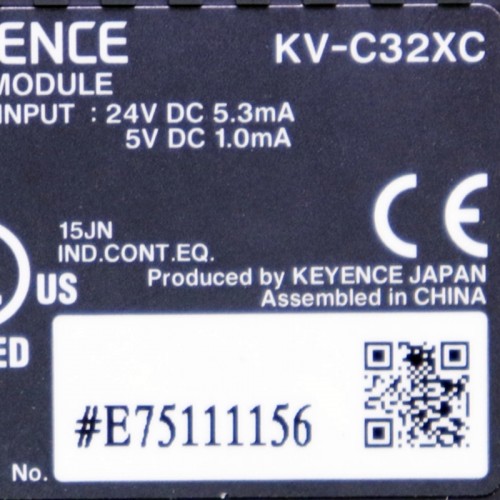 ENCE
KV-C32XC
MODULE
INPUT : 24V DC 5.3mA
5V DC 1.0mA
CE
15JN
IND.CONT.EQ.
US
Produced by KEYENCE JAPAN
Assembled in CHINA
ED
#E75111156
No.